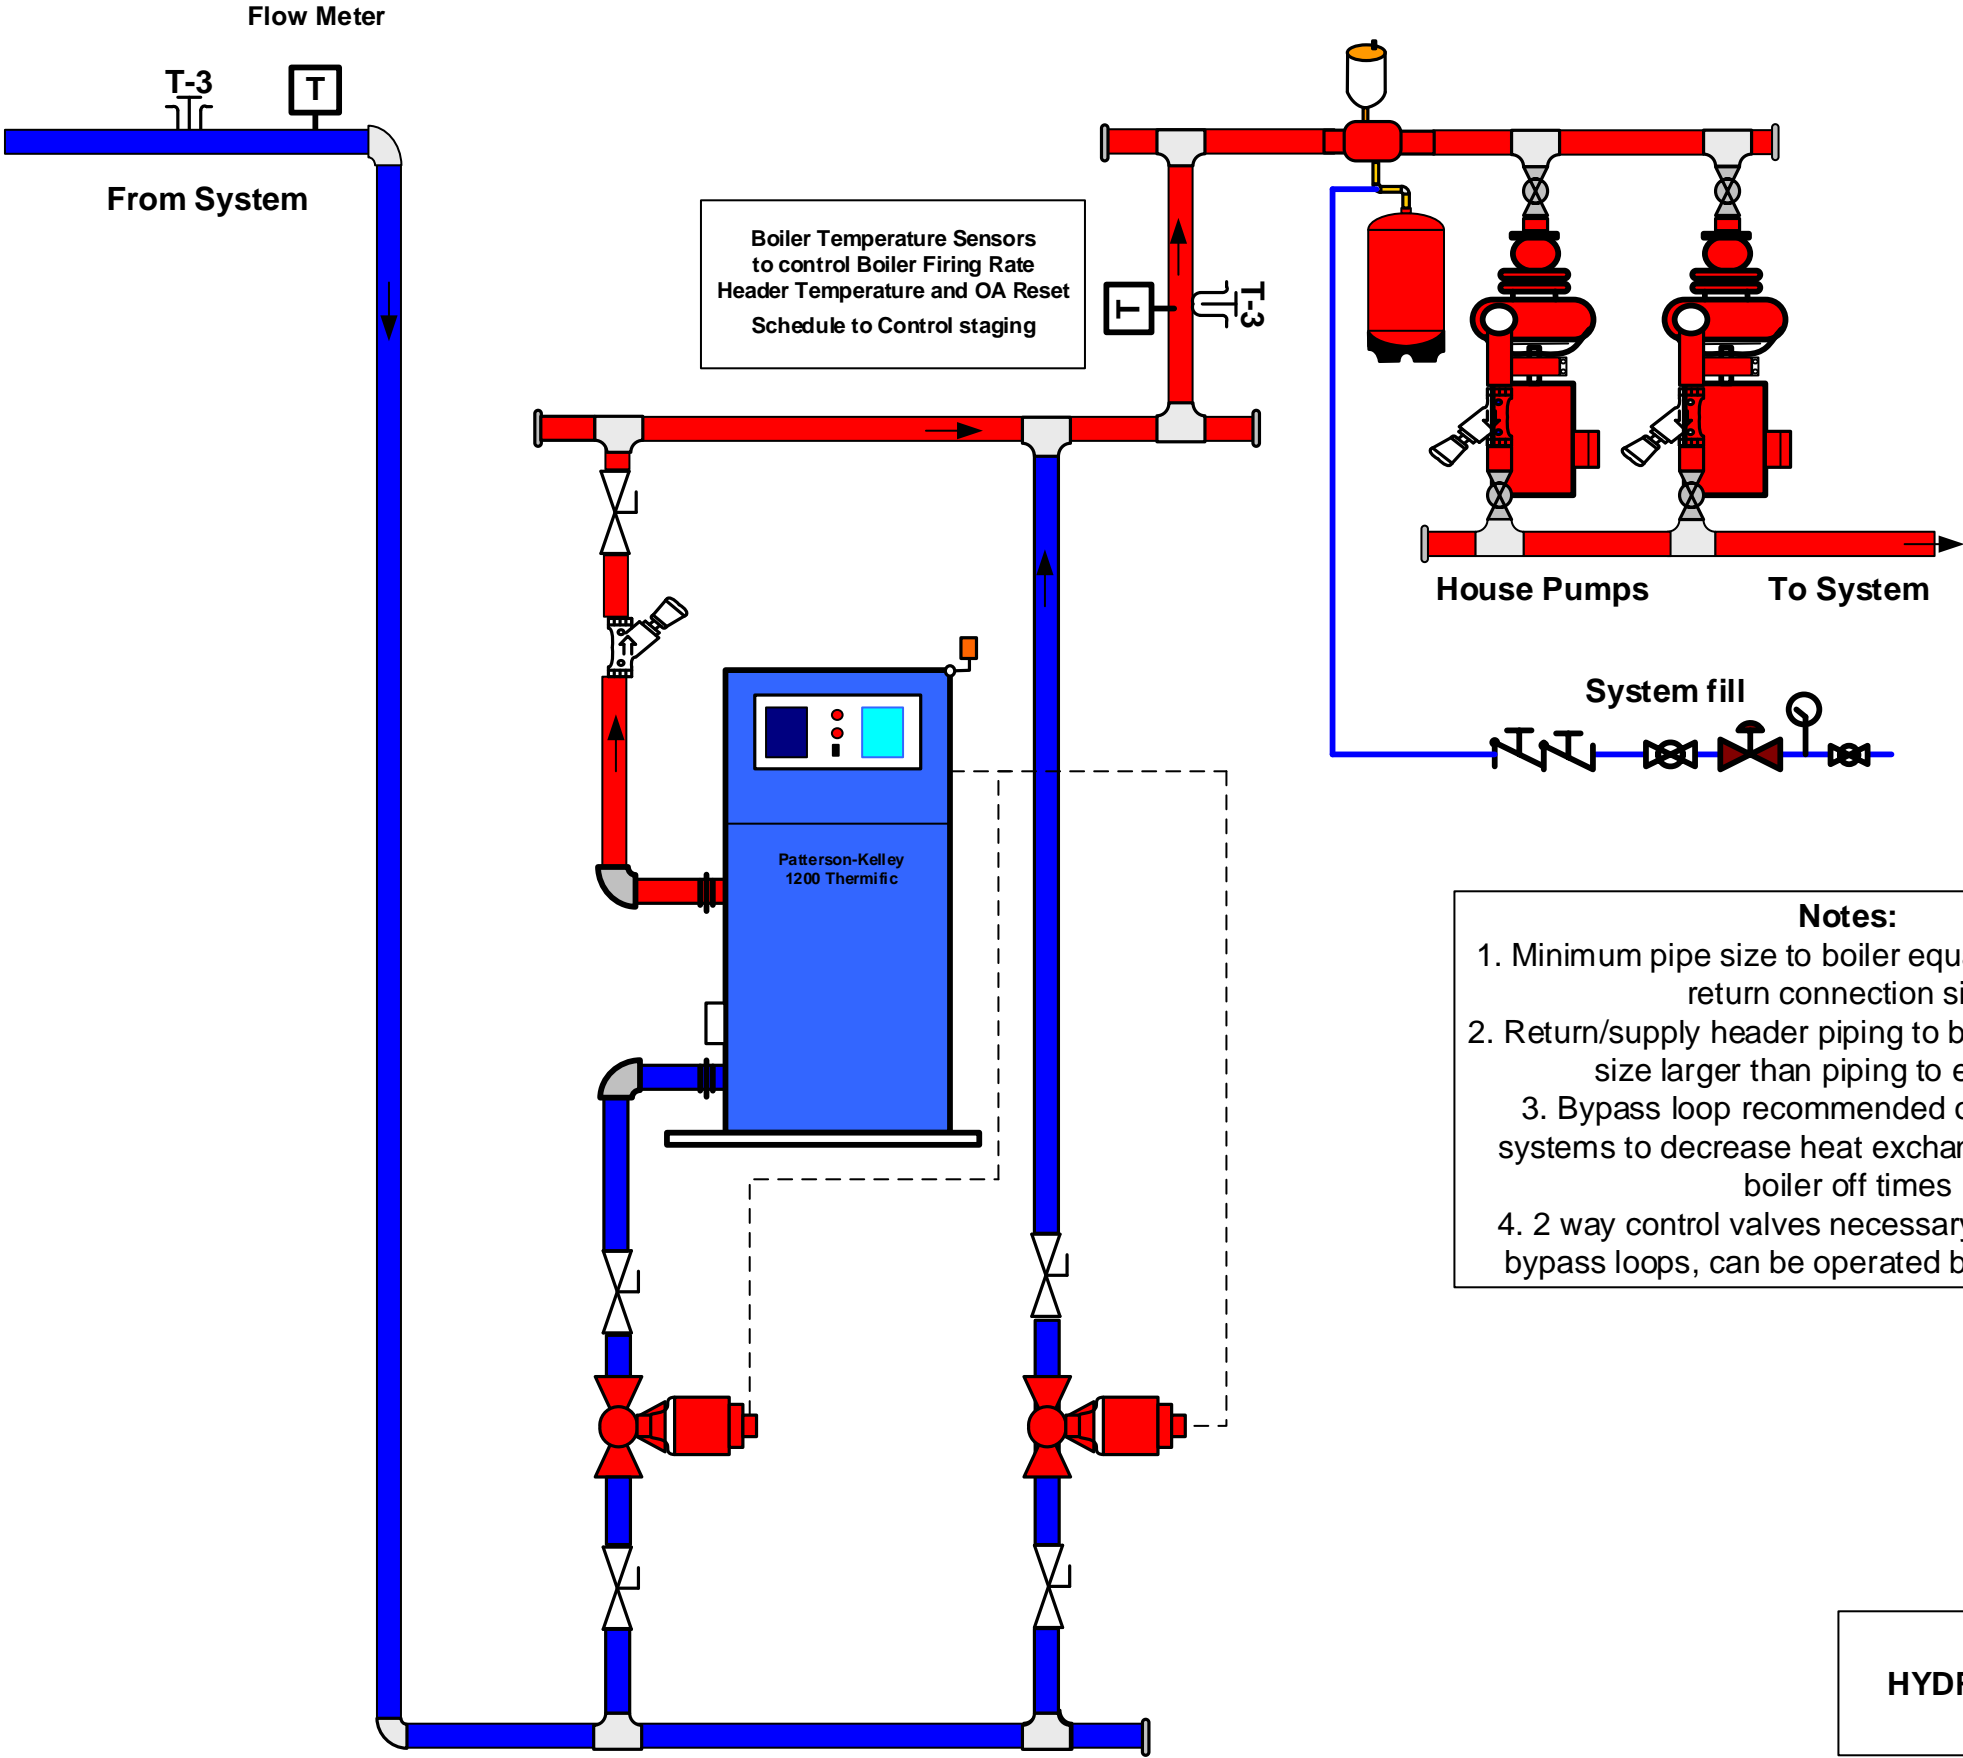 Flow Meter
T-3
T
From System
Boiler Temperature Sensors
to control Boiler Firing Rate
Header Temperature and OA Reset
Schedule to Control staging
T
T-3
House Pumps
To System
System fill
Patterson-Kelley
1200 Thermific
Notes:
1. Minimum pipe size to boiler equ
return connection si
2. Return/supply header piping to b
size larger than piping to e
3. Bypass loop recommended
systems to decrease heat exchan
boiler off times
4. 2 way control valves necessary
bypass loops, can be operated b
HYD